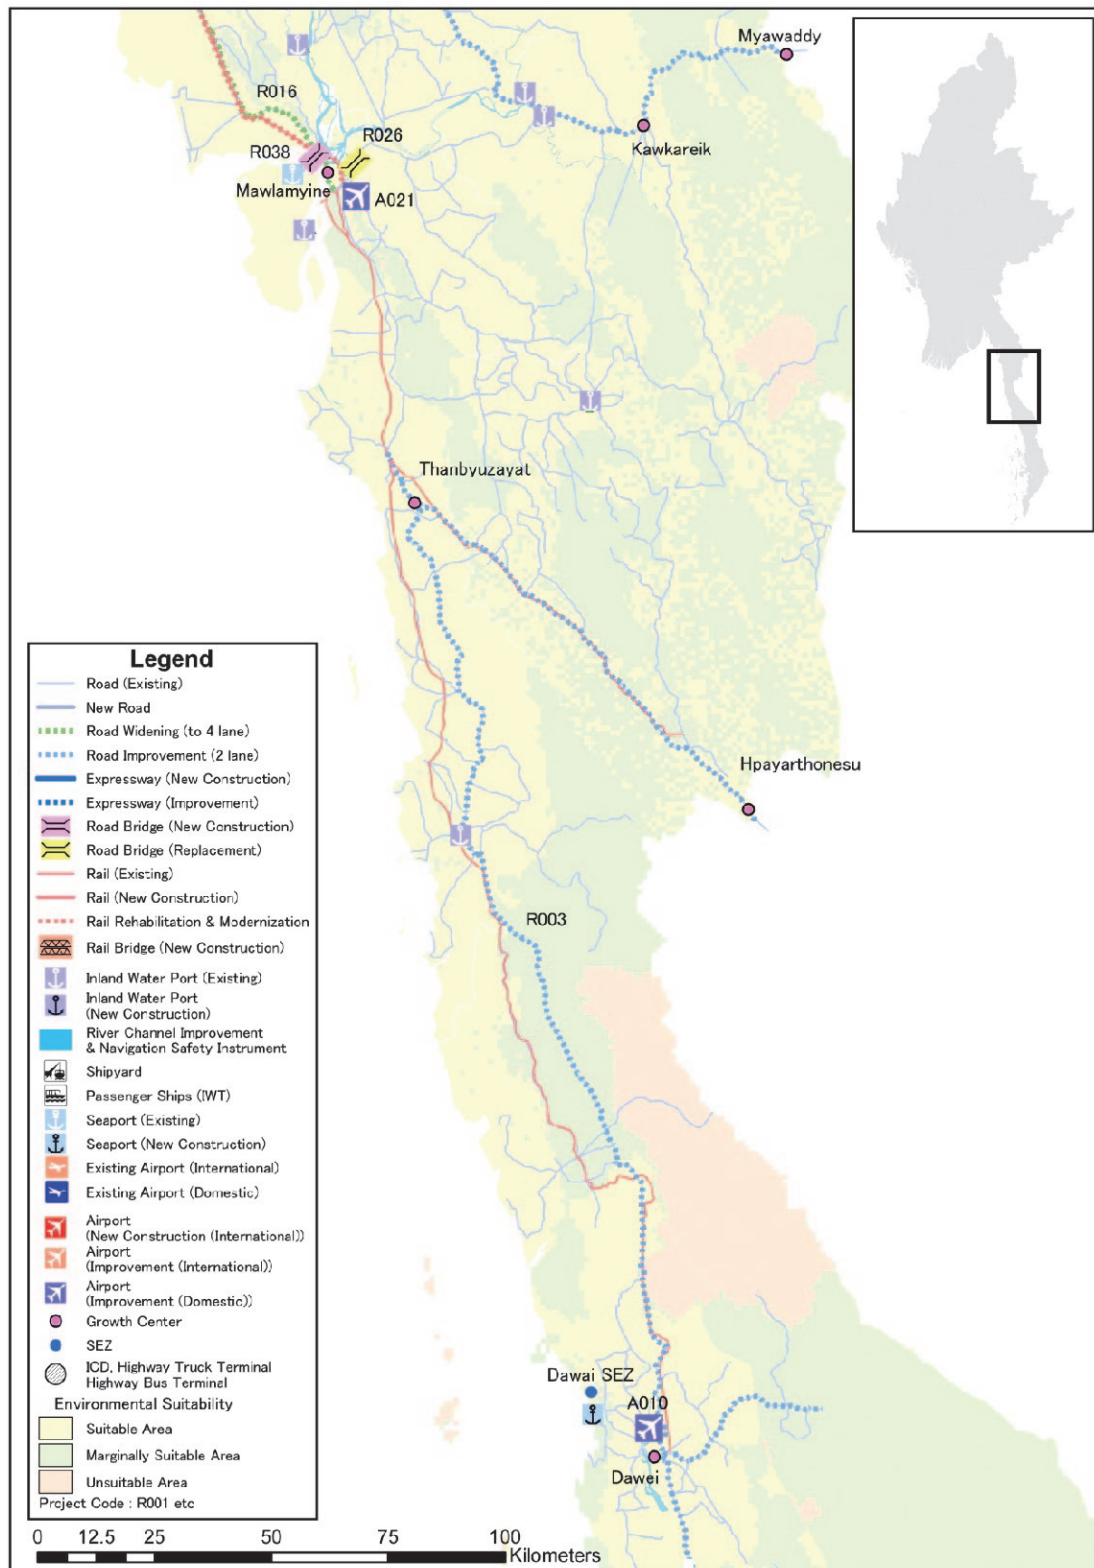 Myawaddy
R016
R026
R038
Kawkareik
Mawlamyine
A021
Thanbyuzayat
Hpayarthonesu
R003
Dawai SEZ
A010
Dawei
Legend
Road (Existing)
New Road
Road Widening (to 4 lane)
Road Improvement (2 lane)
Expressway (New Construction)
Expressway (Improvement)
Road Bridge (New Construction)
Road Bridge (Replacement)
Rail (Existing)
Rail (New Construction)
Rail Rehabilitation & Modernization
Rail Bridge (New Construction)
Inland Water Port (Existing)
Inland Water Port
(New Construction)
River Channel Improvement
& Navigation Safety Instrument
Shipyard
Passenger Ships (IWT)
Seaport (Existing)
Seaport (New Construction)
Existing Airport (International)
Existing Airport (Domestic)
Airport
(New Construction (International))
Airport
(Improvement (International))
Airport
(Improvement (Domestic))
Growth Center
SEZ
ICD, Highway Truck Terminal
Highway Bus Terminal
Environmental Suitability
Suitable Area
Marginally Suitable Area
Unsuitable Area
Project Code : R001 etc
0 12.5 25 50 75 100
Kilometers